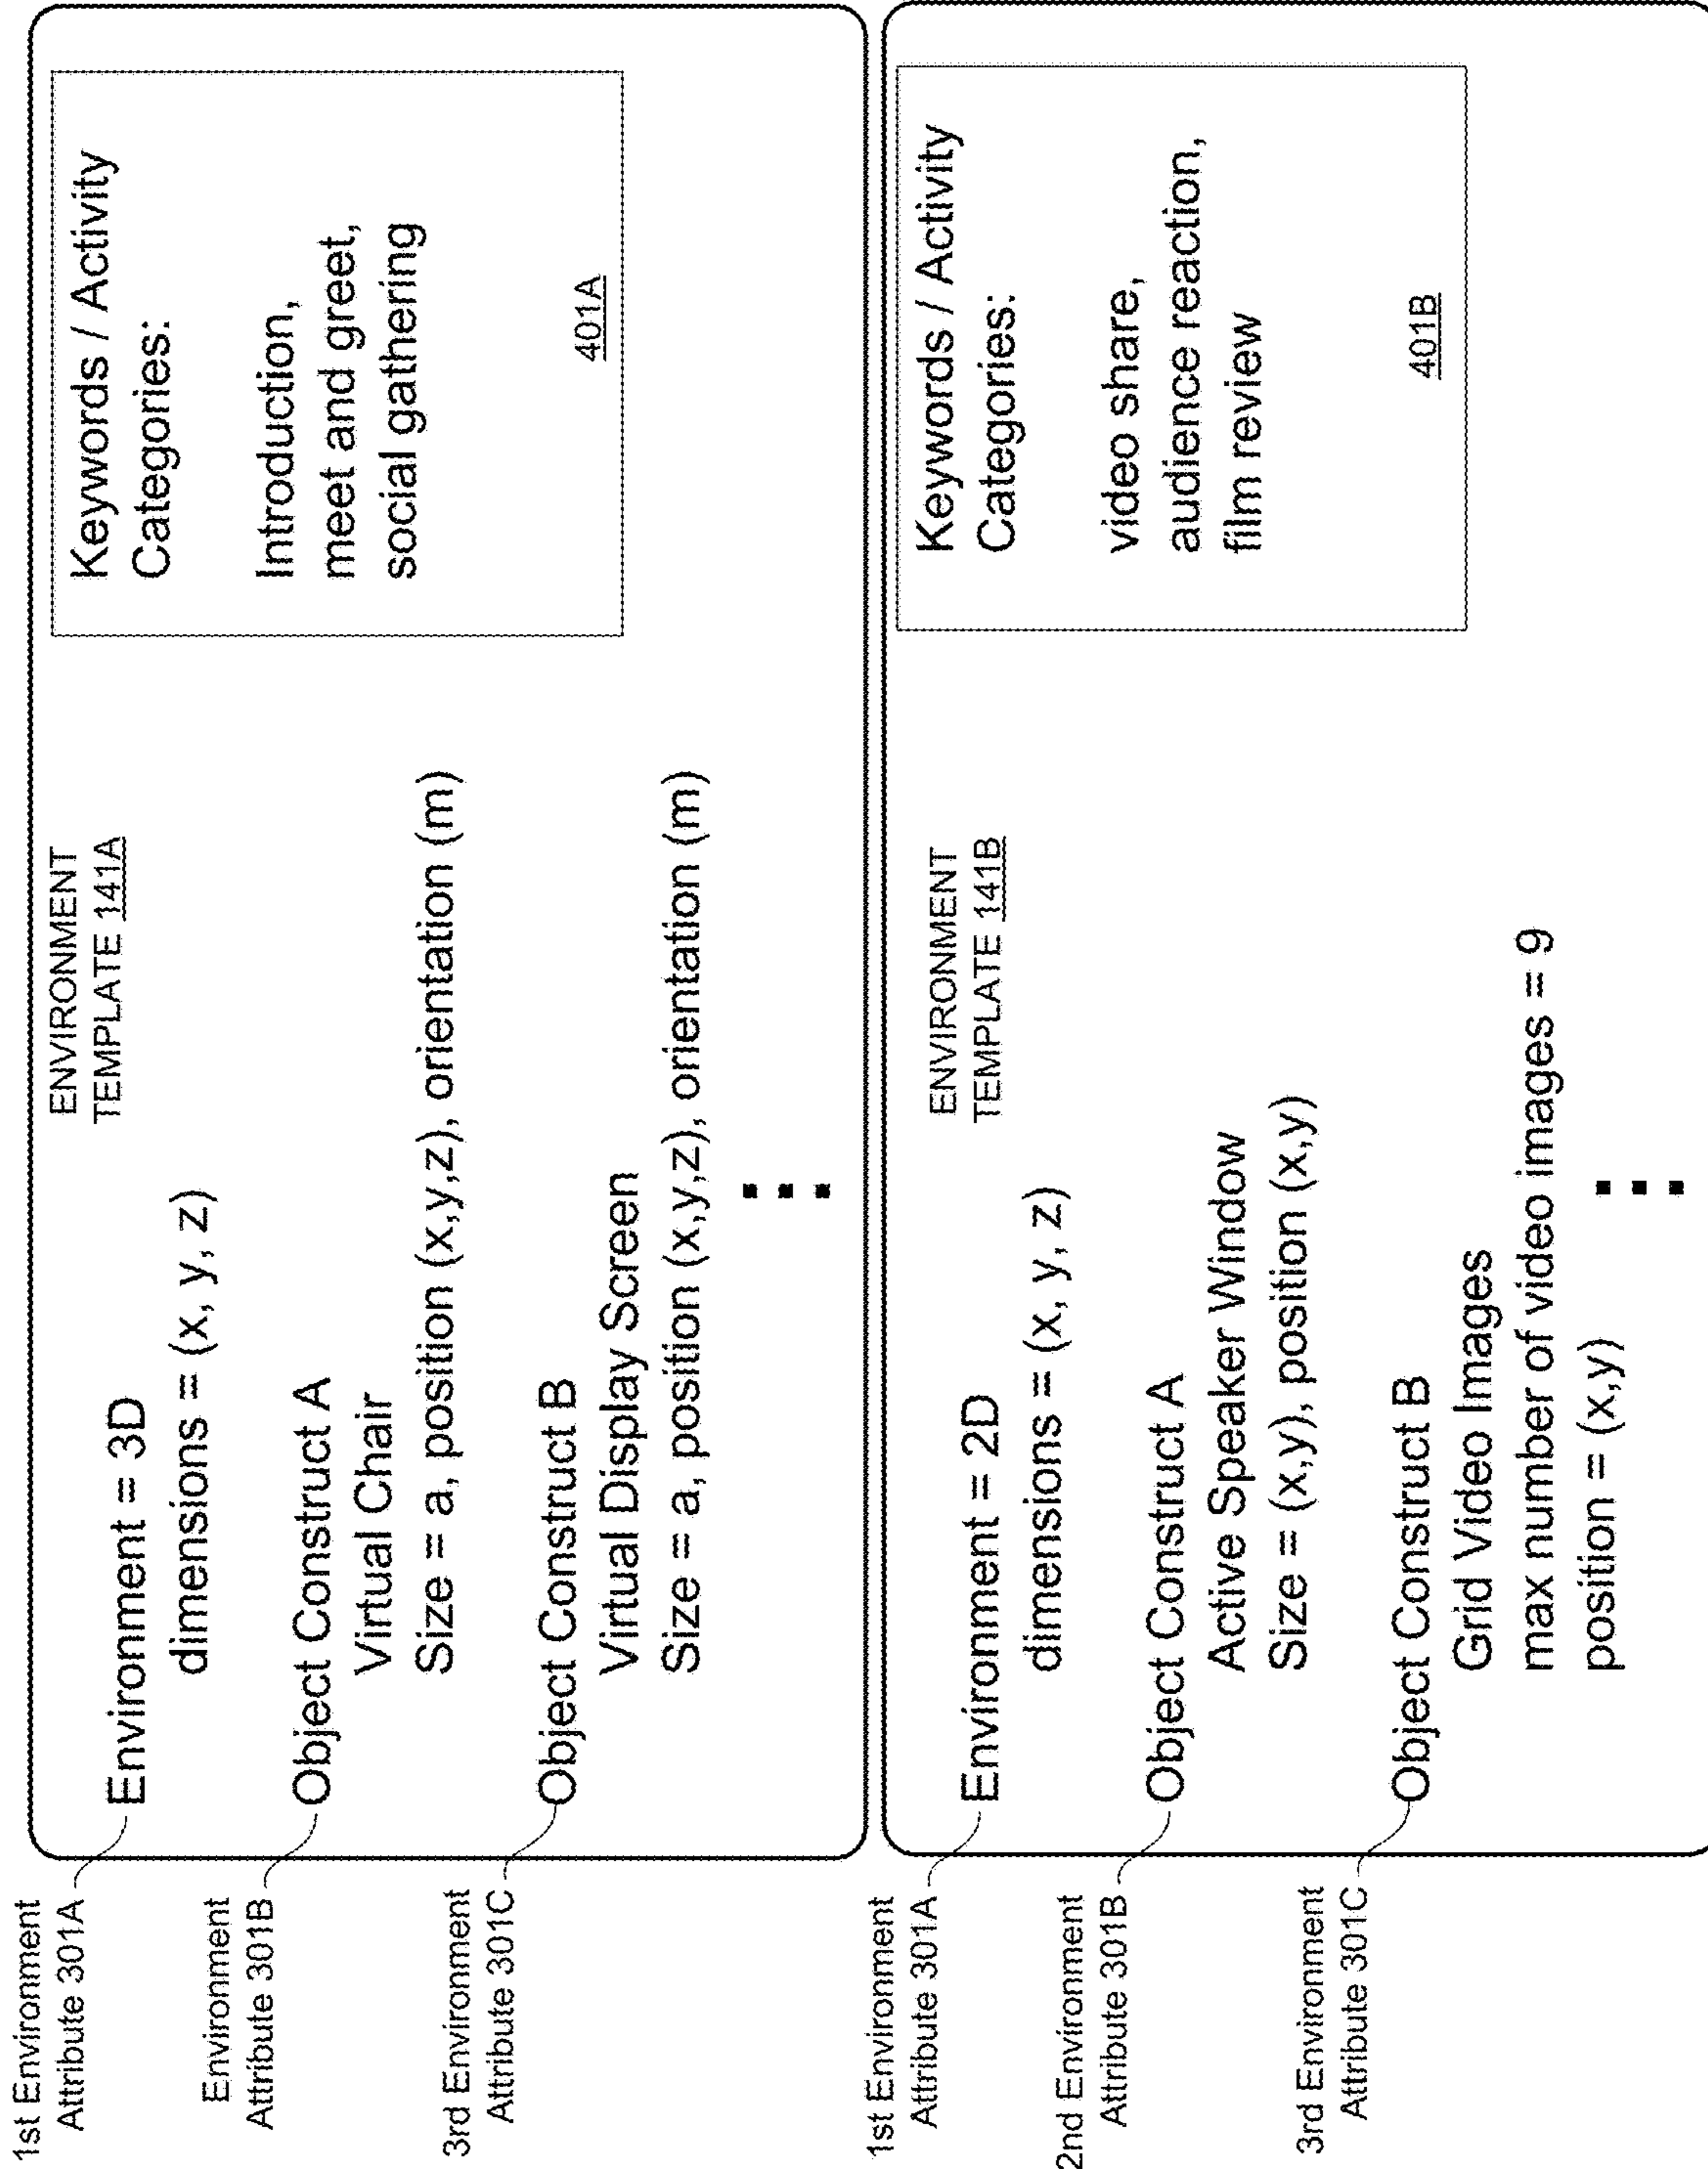 1st Environment
Attribute 301A
Environment
Attribute 301B
3rd Environment
Attribute 301C
ENVIRONMENT
TEMPLATE 141A
Environment = 3D
dimensions = (x, y, z)
Object Construct A
Virtual Chair
Size = a, position (x,y,z), orientation (m)
Object Construct B
Virtual Display Screen
Size = a, position (x,y,z), orientation (m)
Keywords / Activity
Categories:
Introduction,
meet and greet,
social gathering
401A
1st Environment
Attribute 301A
2nd Environment
Attribute 301B
3rd Environment
Attribute 301C
ENVIRONMENT
TEMPLATE 141B
Environment = 2D
dimensions = (x, y, z)
Object Construct A
Active Speaker Window
Size = (x,y), position (x,y)
Object Construct B
Grid Video Images
max number of video images = 9
position = (x,y)
Keywords / Activity
Categories:
video share,
audience reaction,
film review
401B